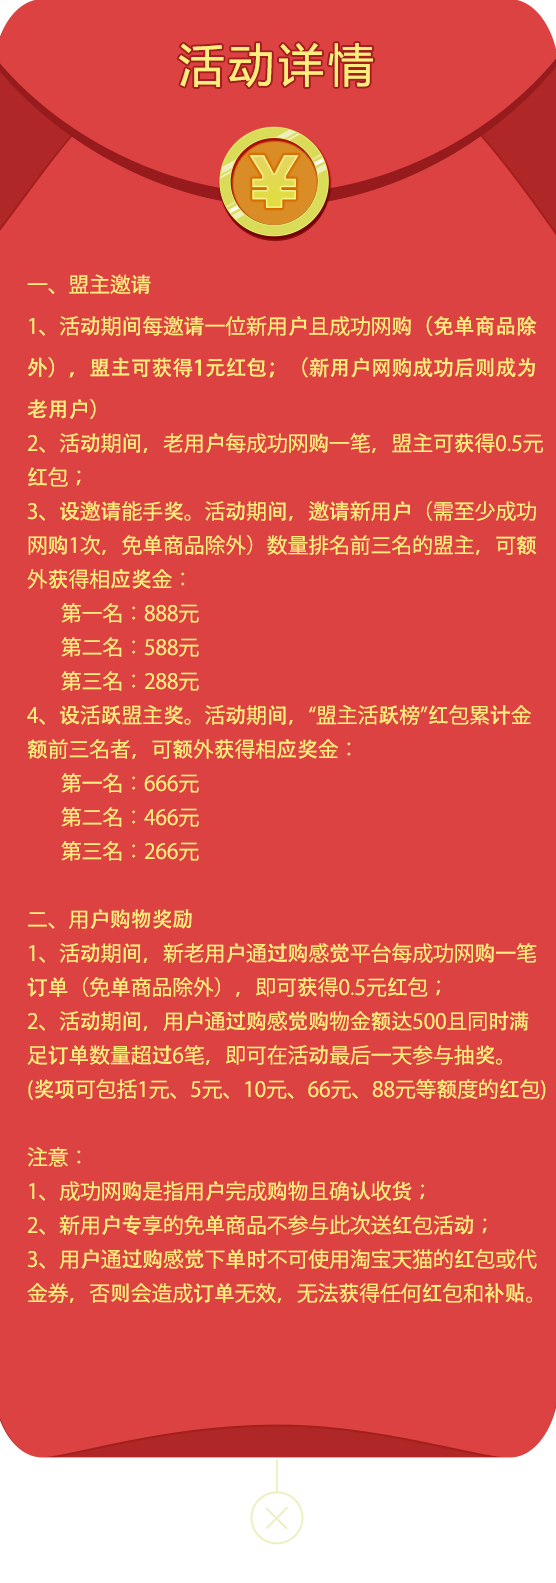 活动详情
¥
一、盟主邀请
1、活动期间每邀请一位新用户且成功网购（免单商品除
外），盟主可获得1元红包；（新用户网购成功后则成为
老用户）
2、活动期间，老用户每成功网购一笔，盟主可获得0.5元
红包；
3、设邀请能手奖。活动期间，邀请新用户（需至少成功
网购1次，免单商品除外）数量排名前三名的盟主，可额
外获得相应奖金：
第一名：888元
第二名：588元
第三名：288元
4、设活跃盟主奖。活动期间，“盟主活跃榜”红包累计金
额前三名者，可额外获得相应奖金：
第一名：666元
第二名：466元
第三名：266元
二、用户购物奖励
1、活动期间，新老用户通过购感觉平台每成功网购一笔
订单（免单商品除外），即可获得0.5元红包；
2、活动期间，用户通过购感觉购物金额达500且同时满
足订单数量超过6笔，即可在活动最后一天参与抽奖。
(奖项可包括1元、5元、10元、66元、88元等额度的红包)
注意：
1、成功网购是指用户完成购物且确认收货；
2、新用户专享的免单商品不参与此次送红包活动；
3、用户通过购感觉下单时不可使用淘宝天猫的红包或代
金券，否则会造成订单无效，无法获得任何红包和补贴。